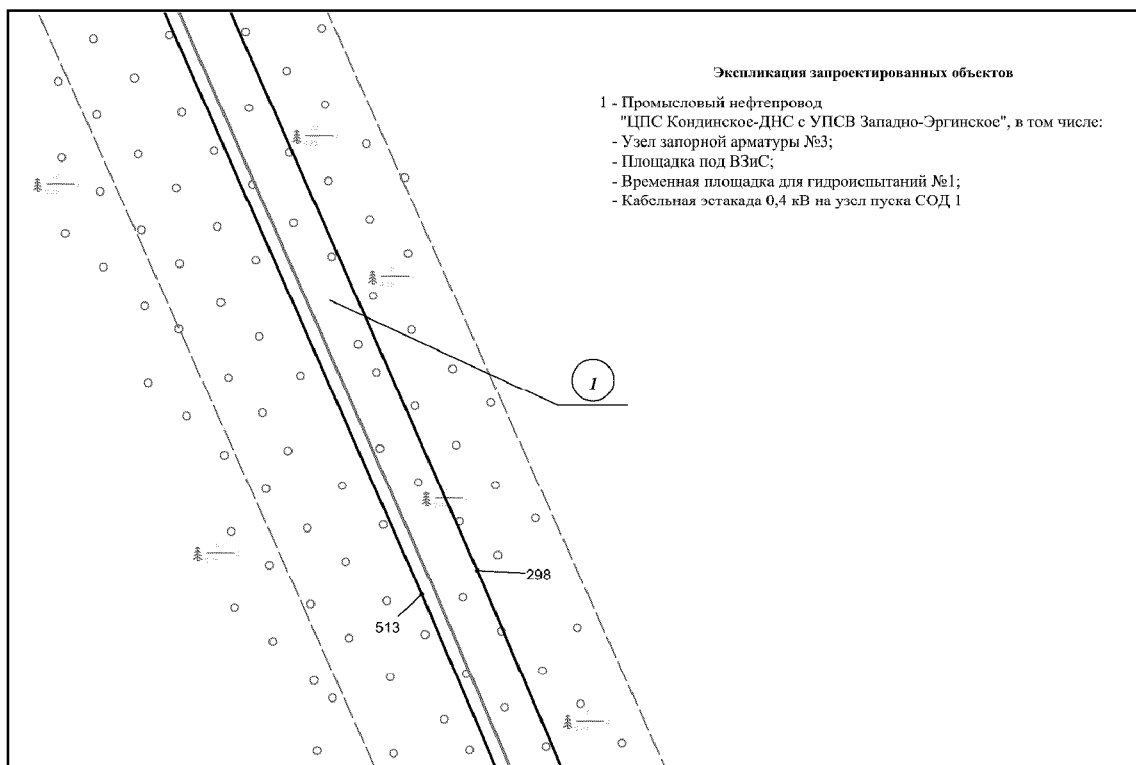 Экспликация запроектированных объектов
1 - Промысловый нефтепровод
"ЦПС Кондинское-ДНС с УПСВ Западно-Эргинское", в том числе:
- Узел запорной арматуры №3;
- Площадка под ВЗиС;
- Временная площадка для гидроиспытаний №1;
- Кабельная эстакада 0,4 кВ на узел пуска СОД 1
1
298
513